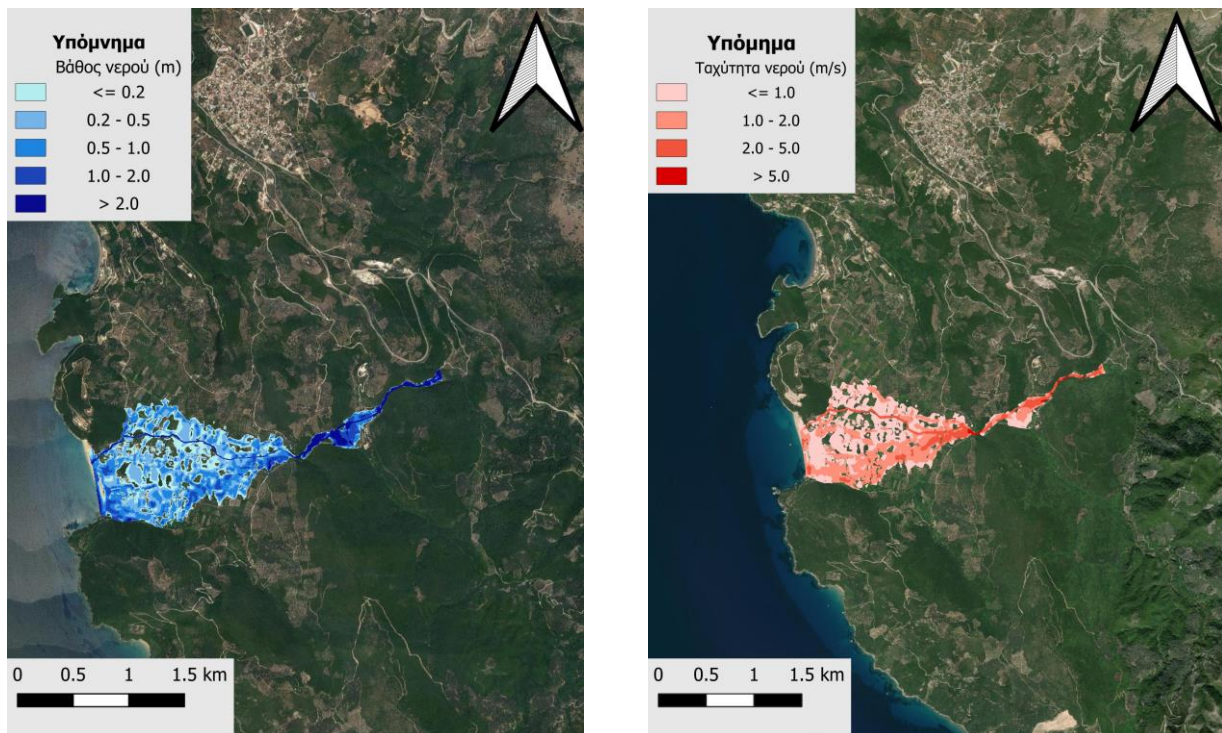 Υπόμνημα
Βάθος νερού (m)
<= 0.2
0.2 - 0.5
0.5 - 1.0
1.0 - 2.0
> 2.0
0 0.5 1 1.5 km
Υπόμημα
Ταχύτητα νερού (m/s)
<= 1.0
1.0 - 2.0
2.0 - 5.0
> 5.0
0 0.5 1 1.5 km